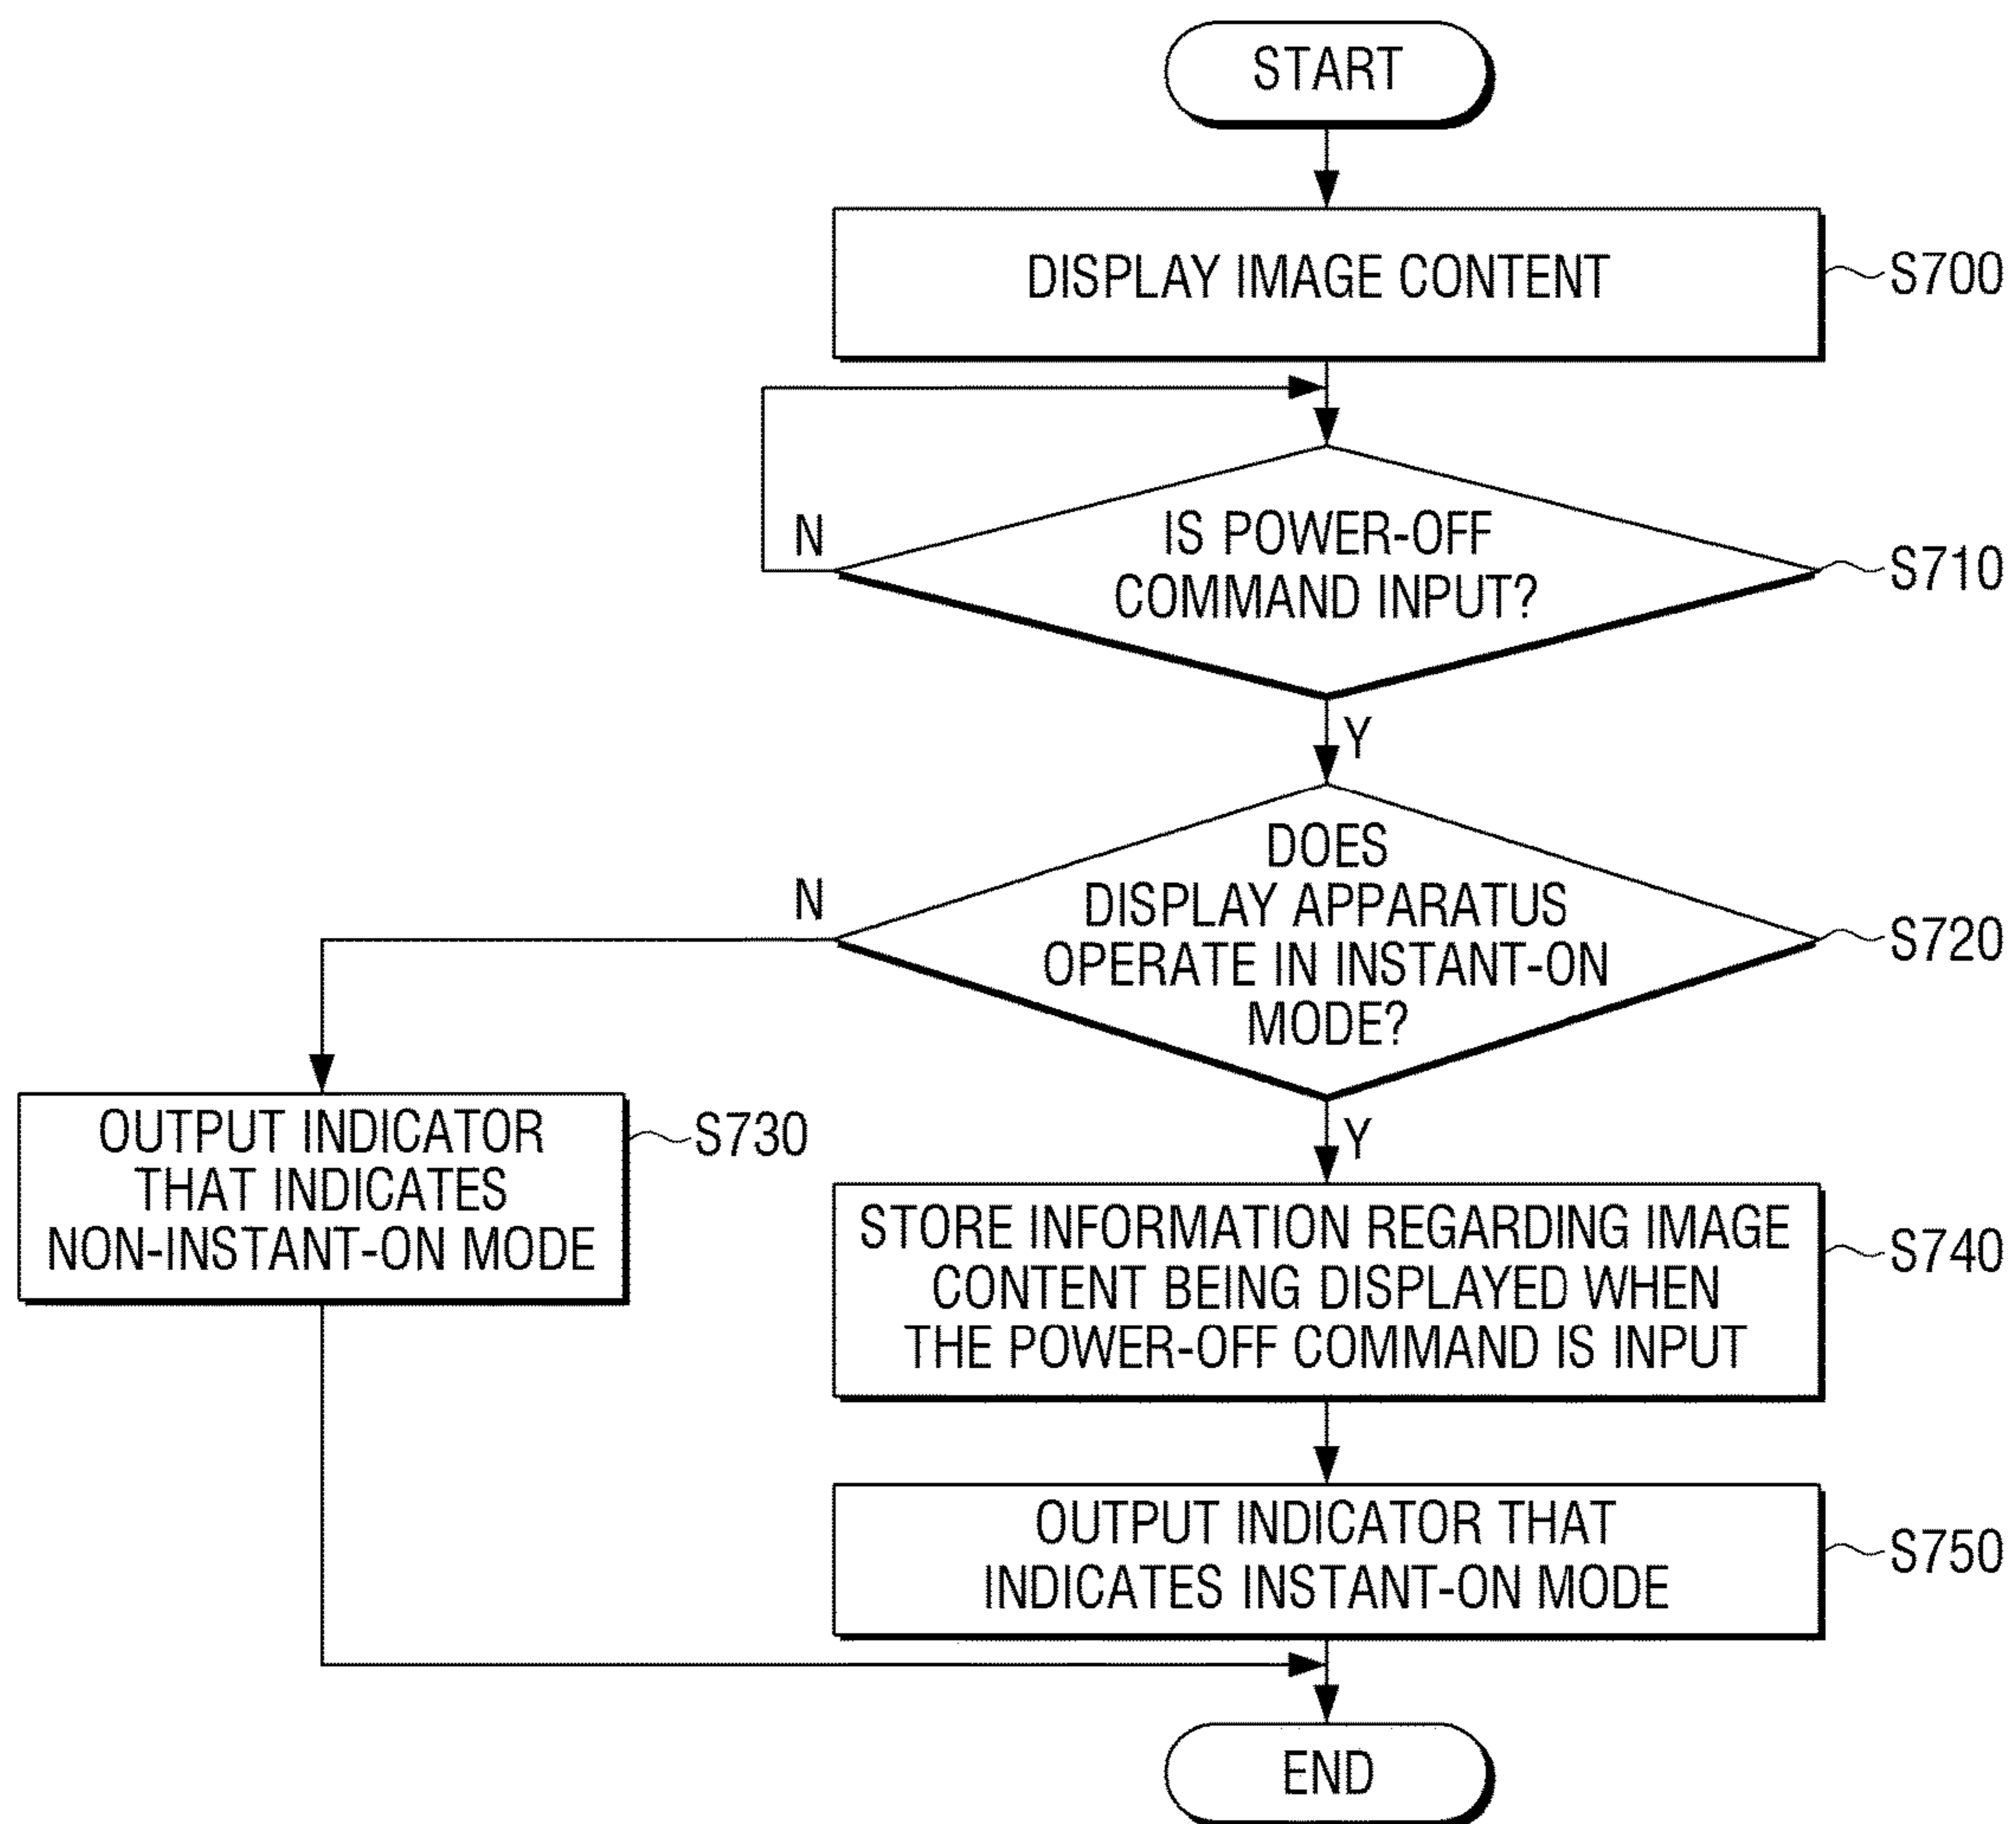 START
DISPLAY IMAGE CONTENT
S700
N
IS POWER-OFF
COMMAND INPUT?
S710
Y
DOES
DISPLAY APPARATUS
OPERATE IN INSTANT-ON
MODE?
N
S720
OUTPUT INDICATOR
THAT INDICATES
NON-INSTANT-ON MODE
S730
Y
STORE INFORMATION REGARDING IMAGE
CONTENT BEING DISPLAYED WHEN
THE POWER-OFF COMMAND IS INPUT
S740
OUTPUT INDICATOR THAT
INDICATES INSTANT-ON MODE
S750
END